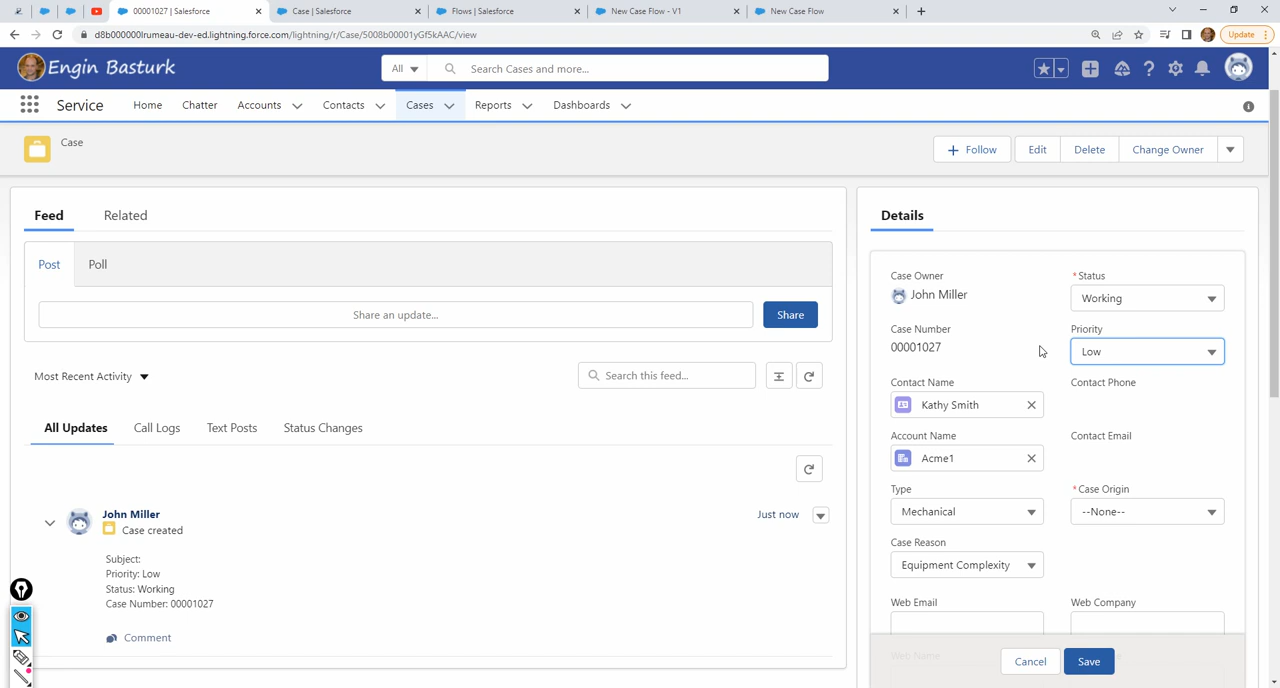 00001027 | Salesforce
Case | Salesforce
Flows | Salesforce
New Case Flow - V1
New Case Flow
d8b000000lrumeau-dev-ed.lightning.force.com/lightning/r/Case/5008b00001yGf5kAAC/view
Update
Engin Basturk
All
Search Cases and more...
Service
Home
Chatter
Accounts
Contacts
Cases
Reports
Dashboards
Case
Follow
Edit
Delete
Change Owner
Feed
Related
Post
Poll
Share an update...
Share
Most Recent Activity
Search this feed...
All Updates
Call Logs
Text Posts
Status Changes
John Miller
Case created
Just now
Subject:
Priority: Low
Status: Working
Case Number: 00001027
Comment
Details
Case Owner
John Miller
*Status
Working
Case Number
00001027
Priority
Low
Contact Name
Kathy Smith
Contact Phone
Account Name
Acme1
Contact Email
Type
Mechanical
*Case Origin
--None--
Case Reason
Equipment Complexity
Web Email
Web Company
Web Name
Cancel
Save